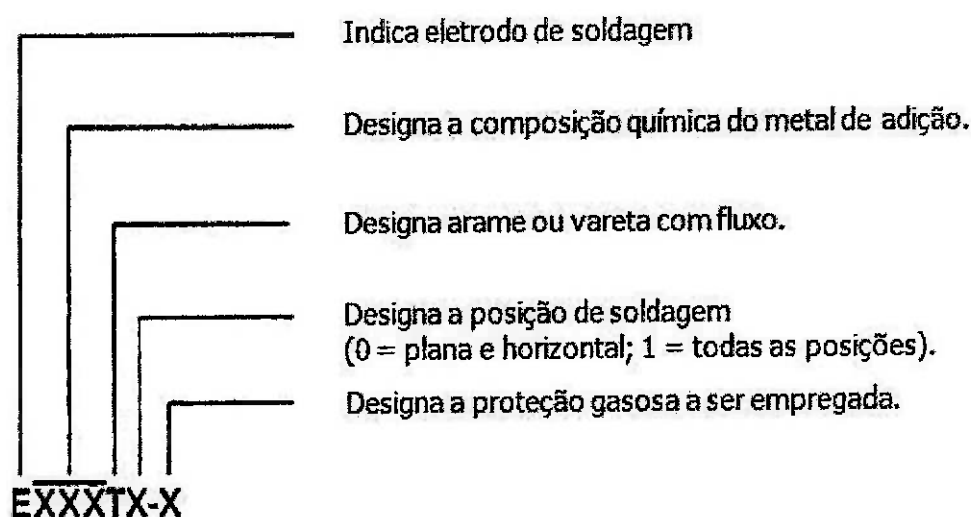 Indica eletrodo de soldagem
Designa a composição química do metal de adição.
Designa arame ou vareta com fluxo.
Designa a posição de soldagem
(0 = plana e horizontal; 1 = todas as posições).
Designa a proteção gasosa a ser empregada.
EXXXTX-X